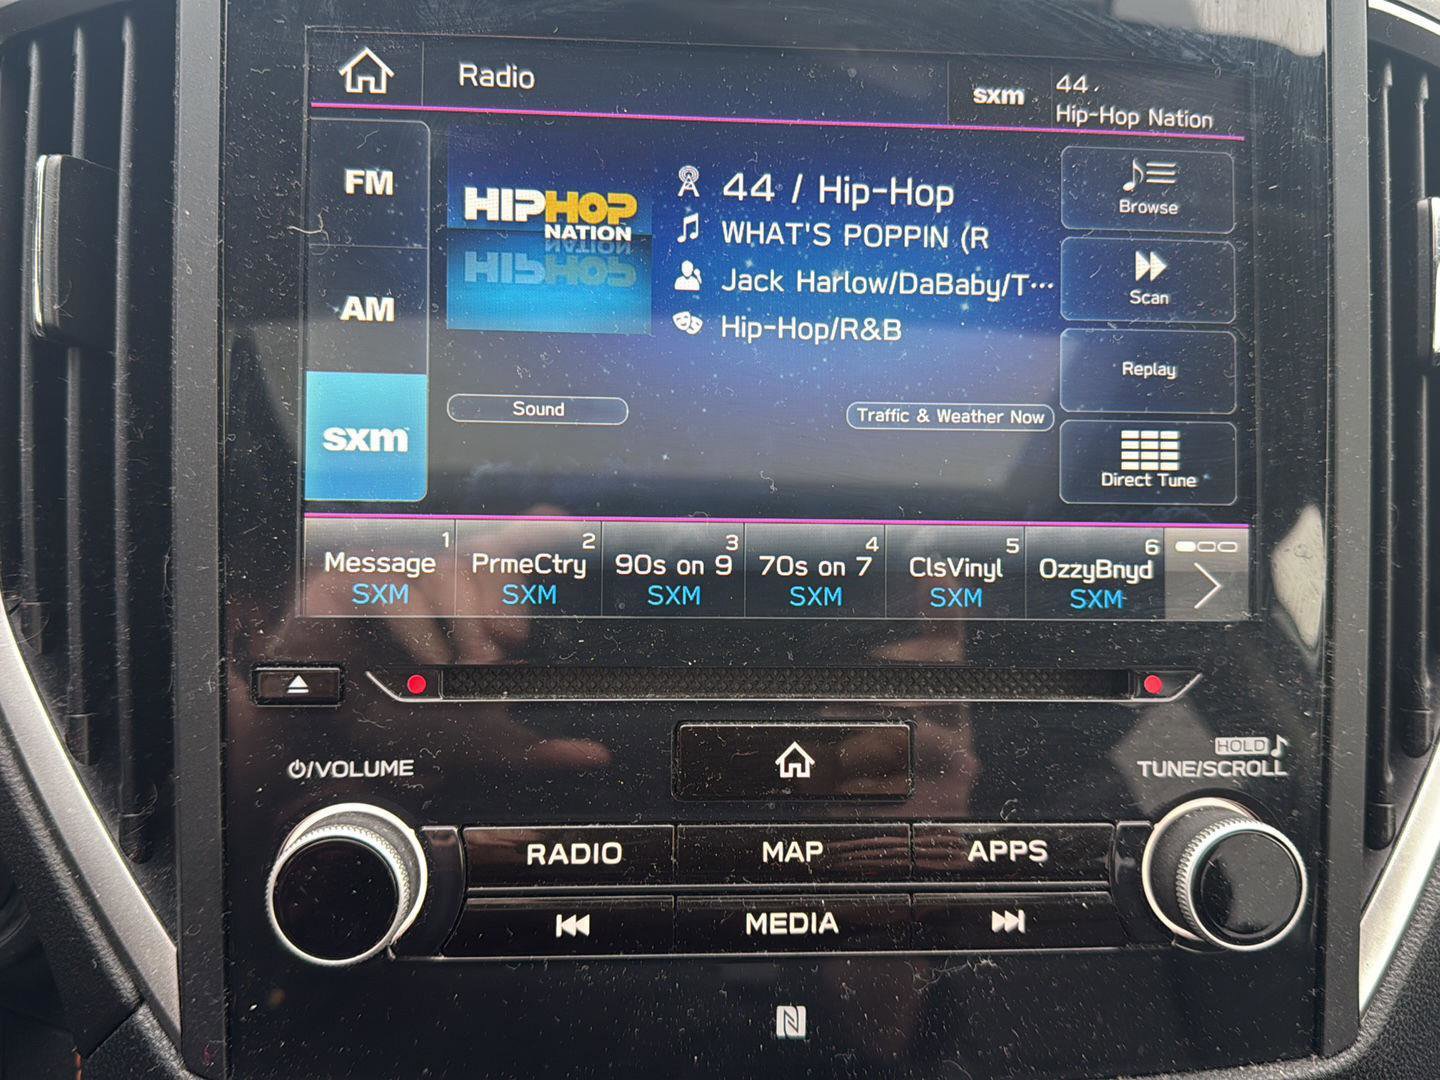 Radio
sxm
44
Hip-Hop Nation
FM
AM
sxm
HIPHOP
NATION
44 / Hip-Hop
WHAT'S POPPIN (R
Jack Harlow/DaBaby/T···
Hip-Hop/R&B
Sound
Traffic & Weather Now
Browse
Scan
Replay
Direct Tune
1
Message
SXM
2
PrmeCtry
SXM
3
90s on 9
SXM
4
70s on 7
SXM
5
ClsVinyl
SXM
6
OzzyBnyd
SXM
/VOLUME
HOLD
TUNE/SCROLL
RADIO
MAP
APPS
MEDIA
N